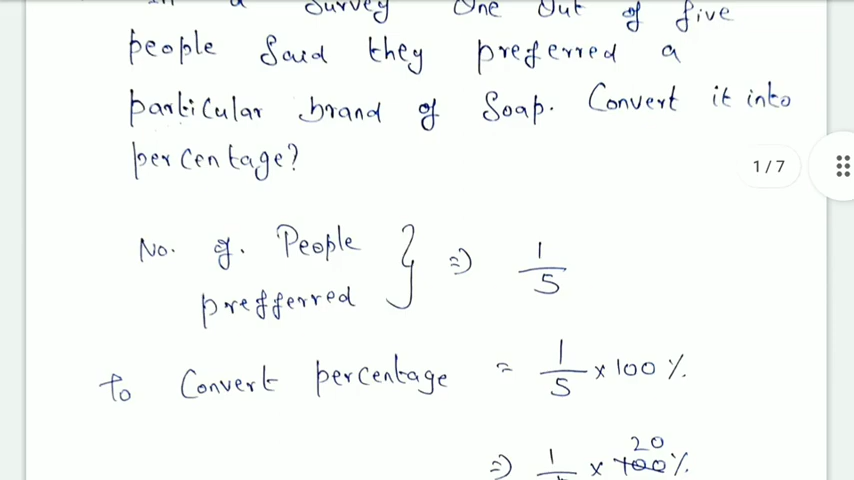 In a Survey One Out of five
people Said they preferred a
particular brand of Soap. Convert it into
percentage?
1/7
No. of. People } => 1/5
prefferred
To Convert percentage = 1/5 × 100 %.
20
=> 1 × 100 %.